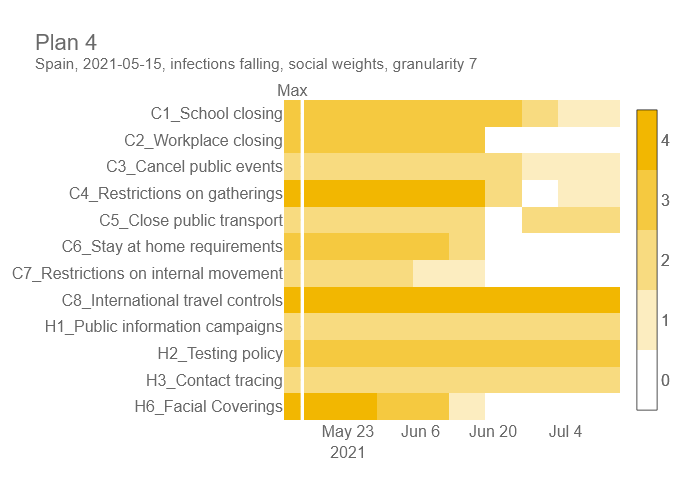 Plan 4
Spain, 2021-05-15, infections falling, social weights, granularity 7
Max
C1_School closing
C2_Workplace closing
C3_Cancel public events
C4_Restrictions on gatherings
C5_Close public transport
C6_Stay at home requirements
C7_Restrictions on internal movement
C8_International travel controls
H1_Public information campaigns
H2_Testing policy
H3_Contact tracing
H6_Facial Coverings
4
3
2
1
0
May 23 Jun 6 Jun 20 Jul 4
2021